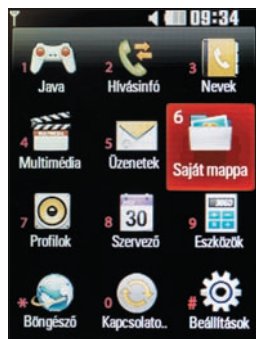 09:34
1 2 3
Java Hívásinfó Nevek
4 5 6
Multimédia Üzenetek Saját mappa
7 8 30 9
Profilok Szervező Eszközök
* 0 #
Böngésző Kapcsolato.. Beállítások